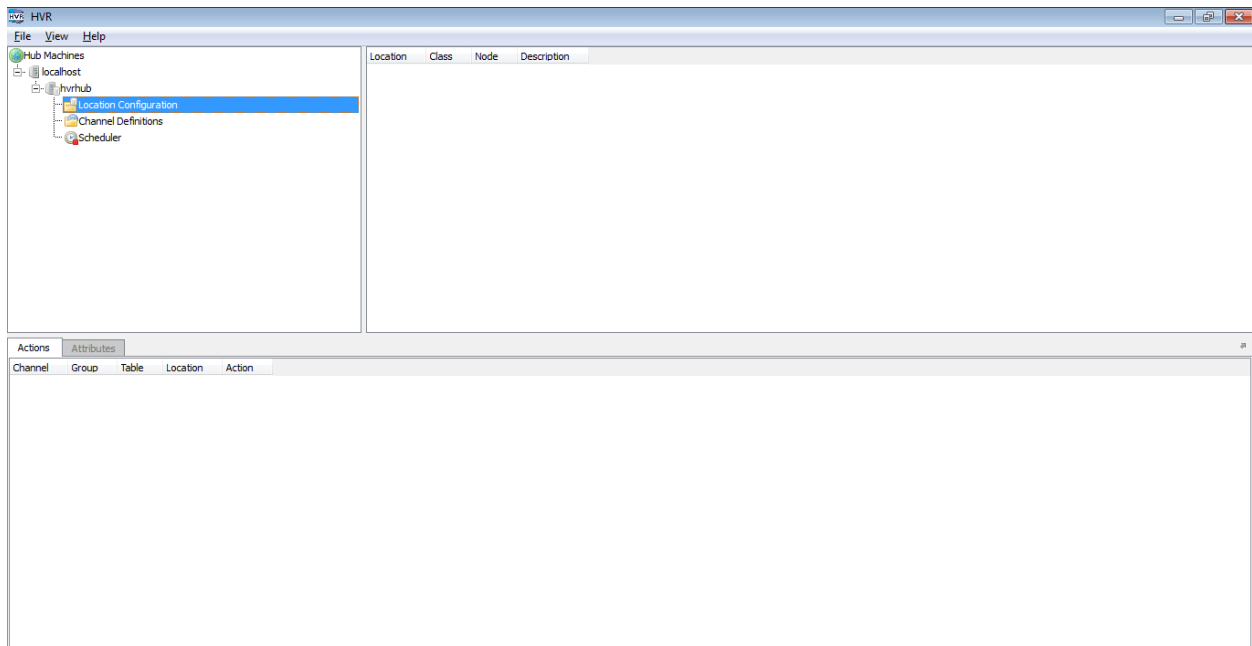 HVR HVR
File View Help
Hub Machines
localhost
hvrhub
Location Configuration
Channel Definitions
Scheduler
Location Class Node Description
Actions Attributes
Channel Group Table Location Action